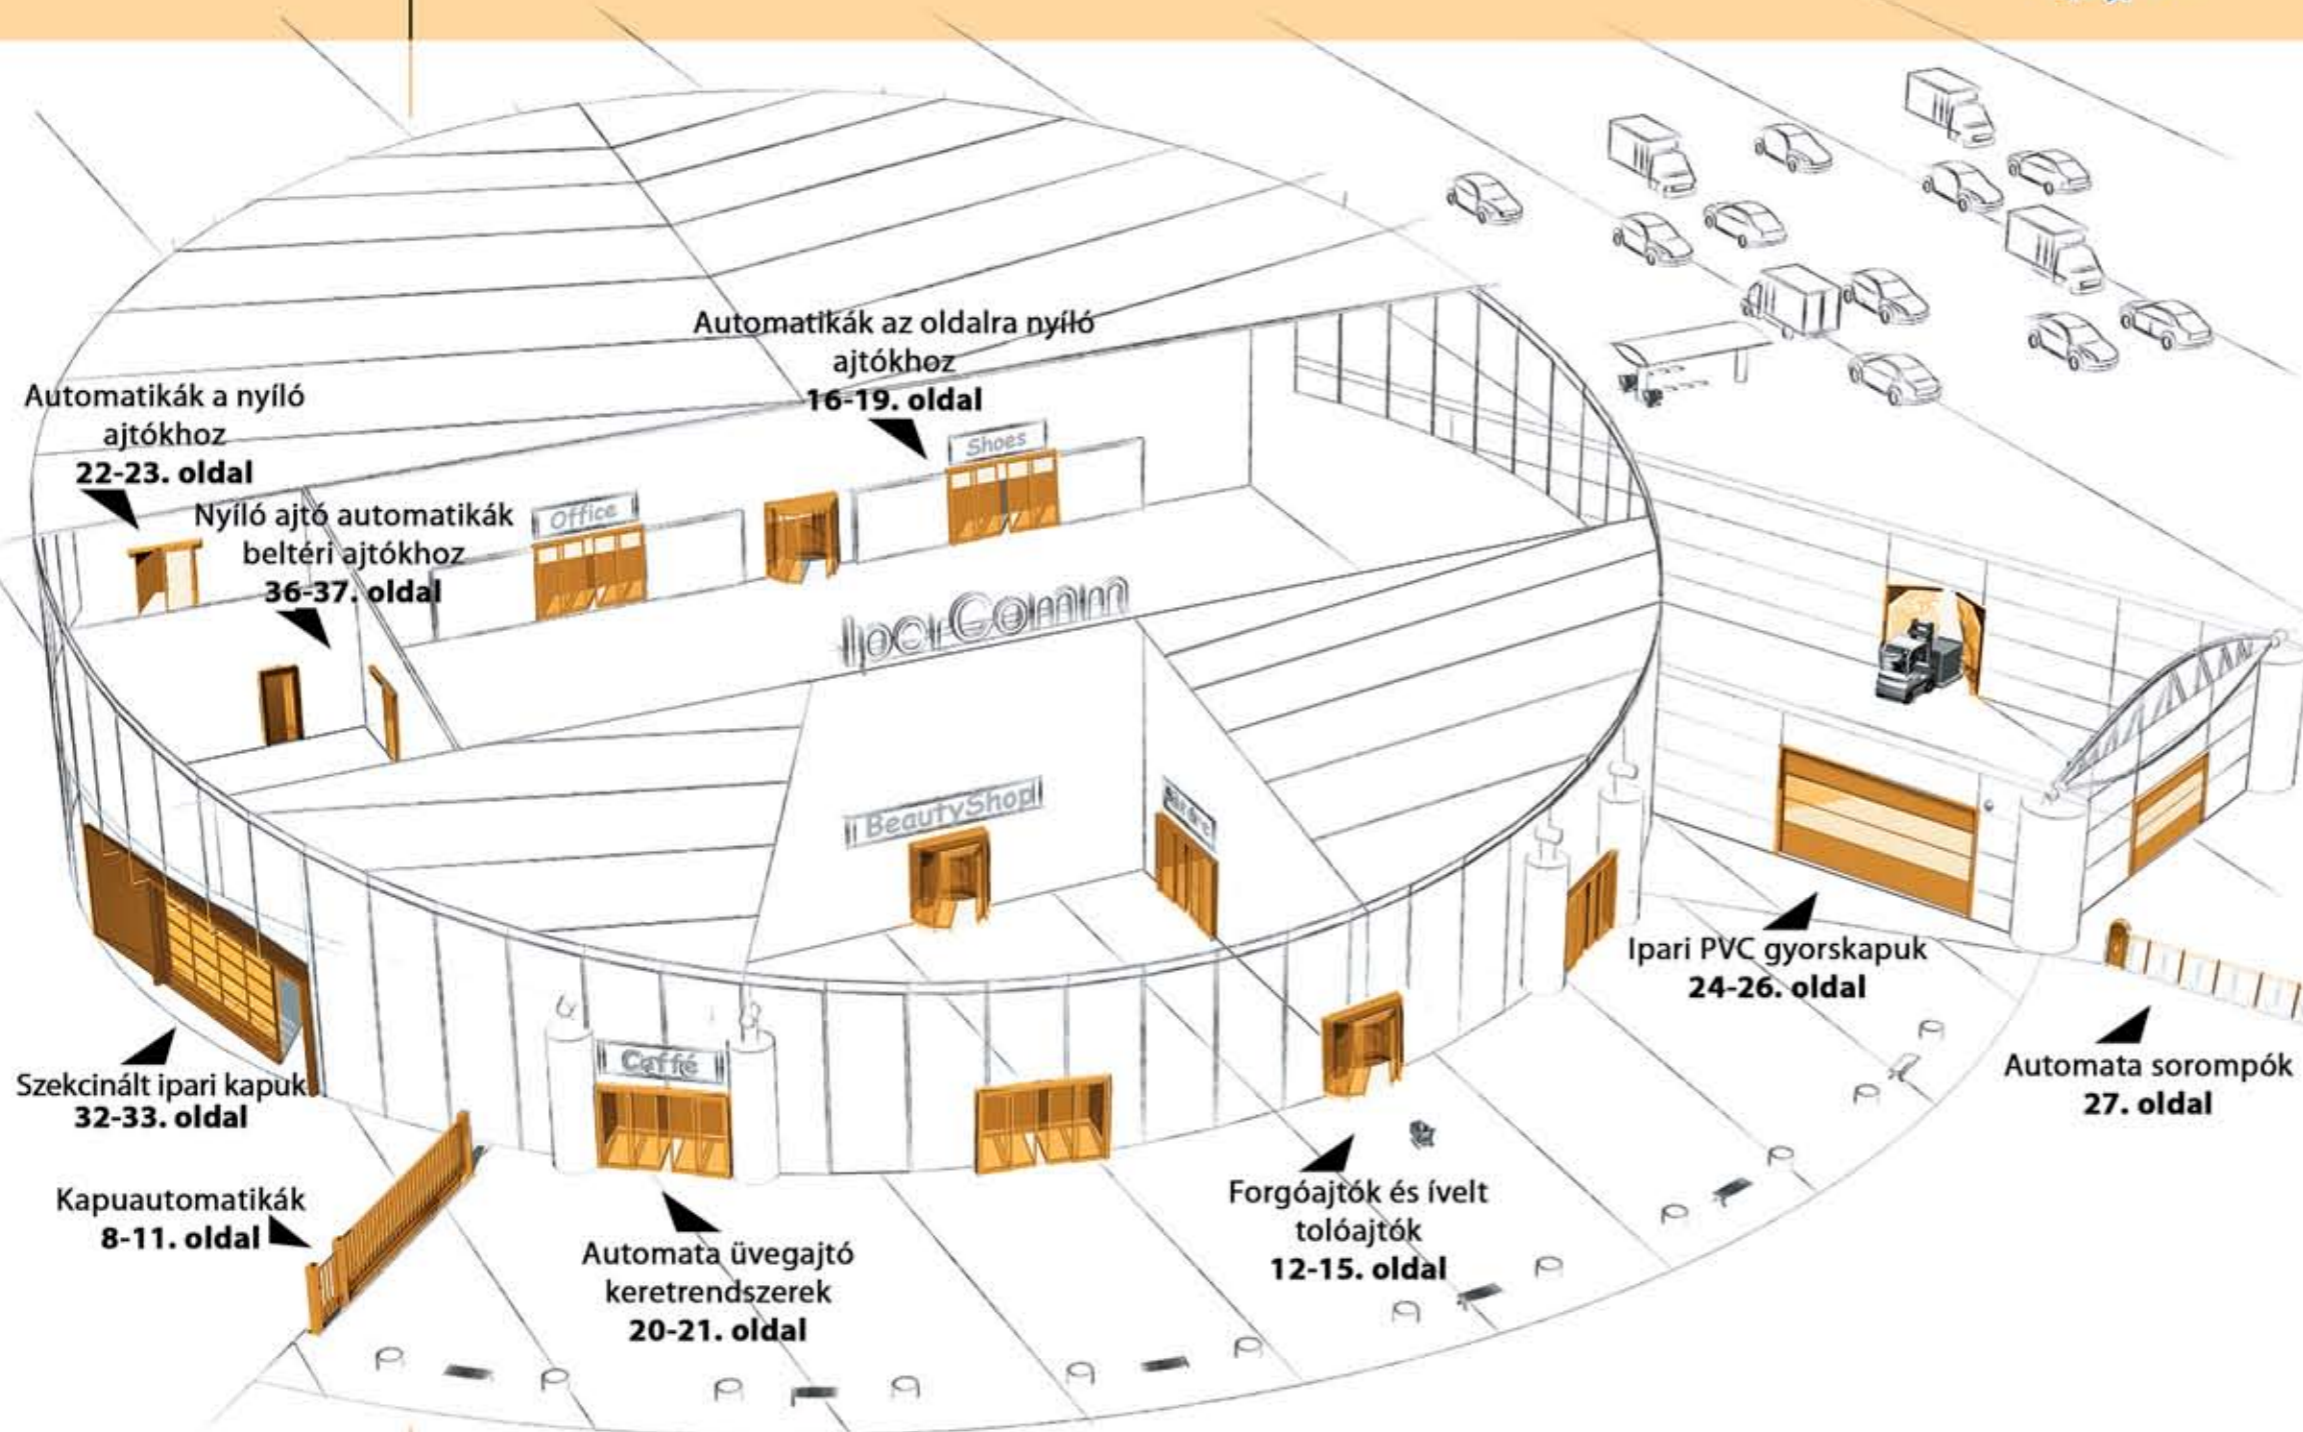 Automatikák az oldalra nyíló
ajtókhoz
16-19. oldal
Automatikák a nyíló
ajtókhoz
22-23. oldal
Shoes
Nyíló ajtó automatikák
beltéri ajtókhoz
36-37. oldal
Office
BeautyShop
Ipari PVC gyorskapuk
24-26. oldal
Caffé
Szekcinált ipari kapuk
32-33. oldal
Automata sorompók
27. oldal
Kapuautomatikák
8-11. oldal
Forgóajtók és ívelt
tolóajtók
12-15. oldal
Automata üvegajtó
keretrendszerek
20-21. oldal